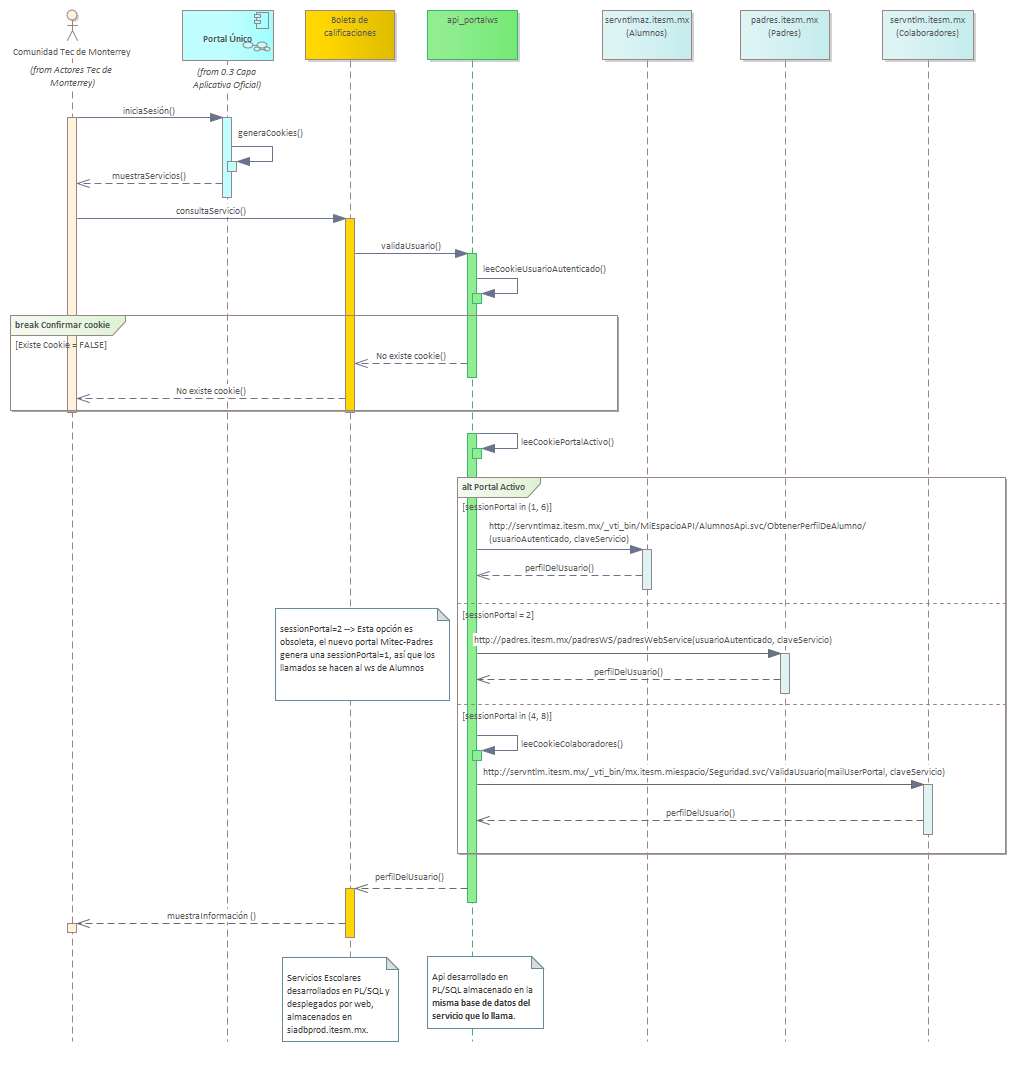 Comunidad Tec de Monterrey
(from Actores Tec de
Monterrey)
Portal Único
(from 0.3 Capa
Aplicativa Oficial)
Boleta de
calificaciones
api_portalws
servntlmaz.itesm.mx
(Alumnos)
padres.itesm.mx
(Padres)
servntlm.itesm.mx
(Colaboradores)
iniciaSesión()
generaCookies()
muestraServicios()
consultaServicio()
validaUsuario()
leeCookieUsuarioAutenticado()
break Confirmar cookie
[Existe Cookie = FALSE]
No existe cookie()
No existe cookie()
leeCookiePortalActivo()
alt Portal Activo
[sessionPortal in (1, 6)]
http://servntlmaz.itesm.mx/_vti_bin/MiEspacioAPI/AlumnosApi.svc/ObtenerPerfilDeAlumno/
(usuarioAutenticado, claveServicio)
perfilDelUsuario()
[sessionPortal = 2]
sessionPortal=2 --> Esta opción es
obsoleta, el nuevo portal Mitec-Padres
genera una sessionPortal=1, así que los
llamados se hacen al ws de Alumnos
http://padres.itesm.mx/padresWS/padresWebService(usuarioAutenticado, claveServicio)
perfilDelUsuario()
[sessionPortal in (4, 8)]
leeCookieColaboradores()
http://servntlm.itesm.mx/_vti_bin/mx.itesm.miespacio/Seguridad.svc/ValidaUsuario(mailUserPortal, claveServicio)
perfilDelUsuario()
perfilDelUsuario()
muestraInformación ()
Servicios Escolares
desarrollados en PL/SQL y
desplegados por web,
almacenados en
siadbprod.itesm.mx.
Api desarrollado en
PL/SQL almacenado en la
misma base de datos del
servicio que lo llama.